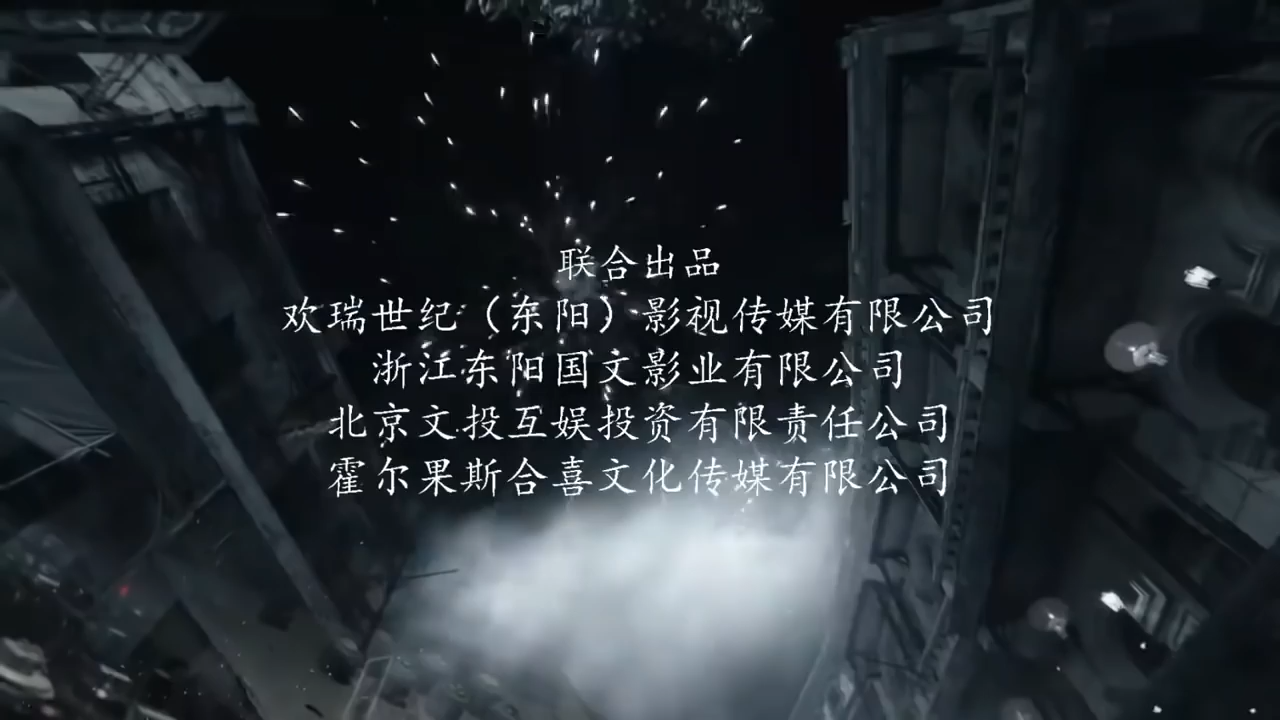 联合出品
欢瑞世纪（东阳）影视传媒有限公司
浙江东阳国文影业有限公司
北京文投互娱投资有限责任公司
霍尔果斯合喜文化传媒有限公司